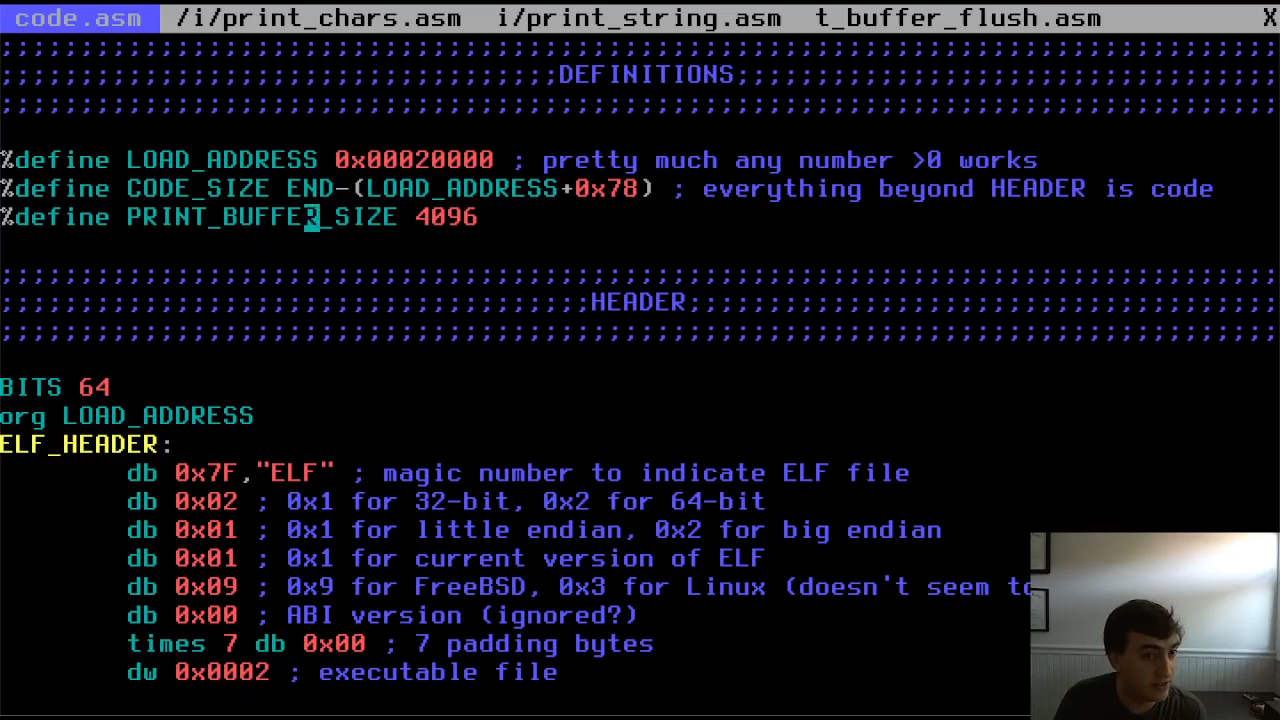 code.asm /i/print_chars.asm i/print_string.asm t_buffer_flush.asm X
;;;;;;;;;;;;;;;;;;;;;;;;;;;;;;;;;;;;;;;;;;;;;;;;;;;;;;;;;;;;;;;;;;;;;;;;;;;;;;;;
;;;;;;;;;;;;;;;;;;;;;;;;;;;;;;;;;;;DEFINITIONS;;;;;;;;;;;;;;;;;;;;;;;;;;;;;;;;;;
;;;;;;;;;;;;;;;;;;;;;;;;;;;;;;;;;;;;;;;;;;;;;;;;;;;;;;;;;;;;;;;;;;;;;;;;;;;;;;;;
%define LOAD_ADDRESS 0x00020000 ; pretty much any number >0 works
%define CODE_SIZE END-(LOAD_ADDRESS+0x78) ; everything beyond HEADER is code
%define PRINT_BUFFER_SIZE 4096
;;;;;;;;;;;;;;;;;;;;;;;;;;;;;;;;;;;;;;;;;;;;;;;;;;;;;;;;;;;;;;;;;;;;;;;;;;;;;;;;
;;;;;;;;;;;;;;;;;;;;;;;;;;;;;;;;;;;;;HEADER;;;;;;;;;;;;;;;;;;;;;;;;;;;;;;;;;;;;;
;;;;;;;;;;;;;;;;;;;;;;;;;;;;;;;;;;;;;;;;;;;;;;;;;;;;;;;;;;;;;;;;;;;;;;;;;;;;;;;;
BITS 64
org LOAD_ADDRESS
ELF_HEADER:
db 0x7F,"ELF" ; magic number to indicate ELF file
db 0x02 ; 0x1 for 32-bit, 0x2 for 64-bit
db 0x01 ; 0x1 for little endian, 0x2 for big endian
db 0x01 ; 0x1 for current version of ELF
db 0x09 ; 0x9 for FreeBSD, 0x3 for Linux (doesn't seem to
db 0x00 ; ABI version (ignored?)
times 7 db 0x00 ; 7 padding bytes
dw 0x0002 ; executable file